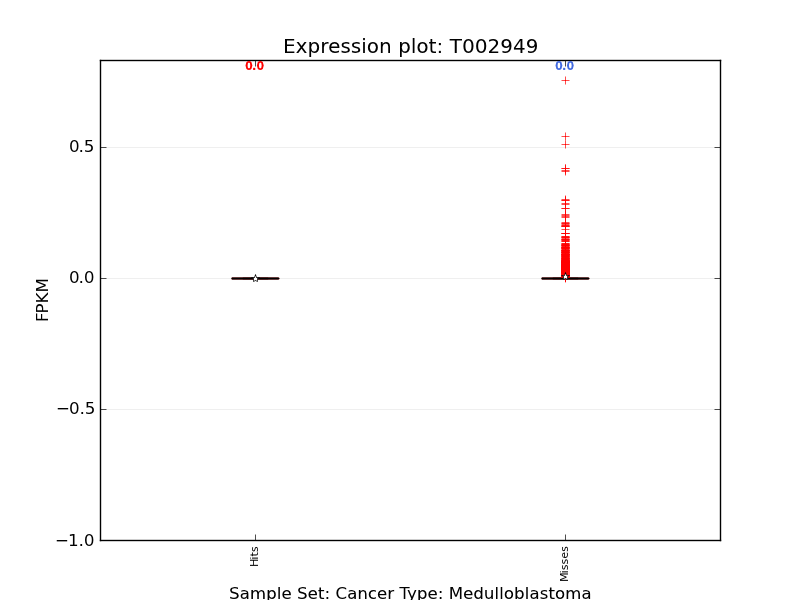 Expression plot: T002949
0.0
0.0
0.5
0.0
−0.5
−1.0
FPKM
Hits
Misses
Sample Set: Cancer Type: Medulloblastoma